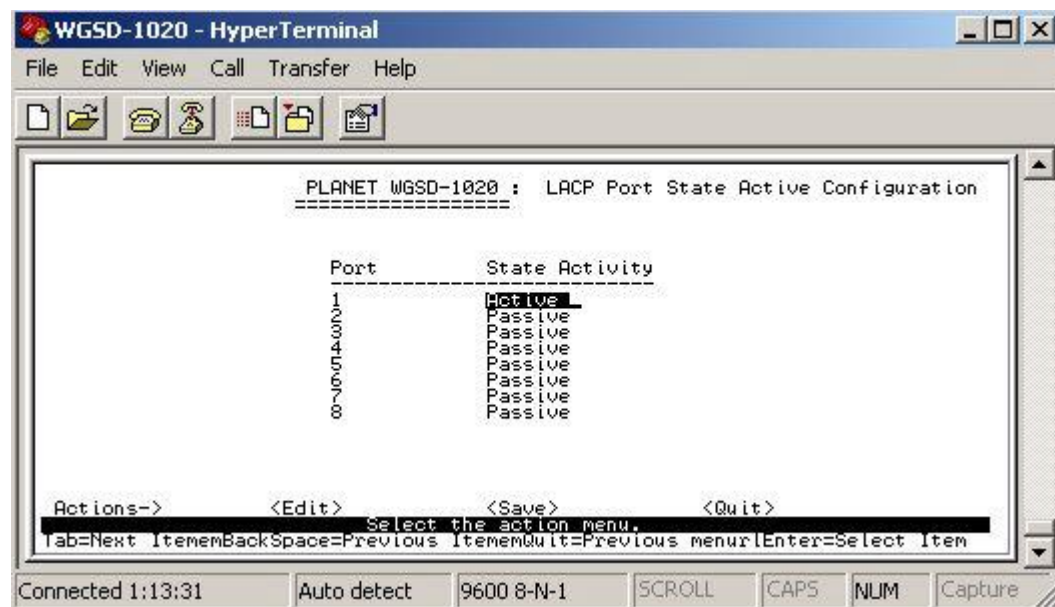 WGSD-1020 - HyperTerminal
File Edit View Call Transfer Help
PLANET WGSD-1020 : LACP Port State Active Configuration
===================
Port State Activity
-----------------------------
1 Active
2 Passive
3 Passive
4 Passive
5 Passive
6 Passive
7 Passive
8 Passive
Actions-> <Edit> <Save> <Quit>
Select the action menu.
Tab=Next ItememBackSpace=Previous ItememQuit=Previous menurlEnter=Select Item
Connected 1:13:31 Auto detect 9600 8-N-1 SCROLL CAPS NUM Capture